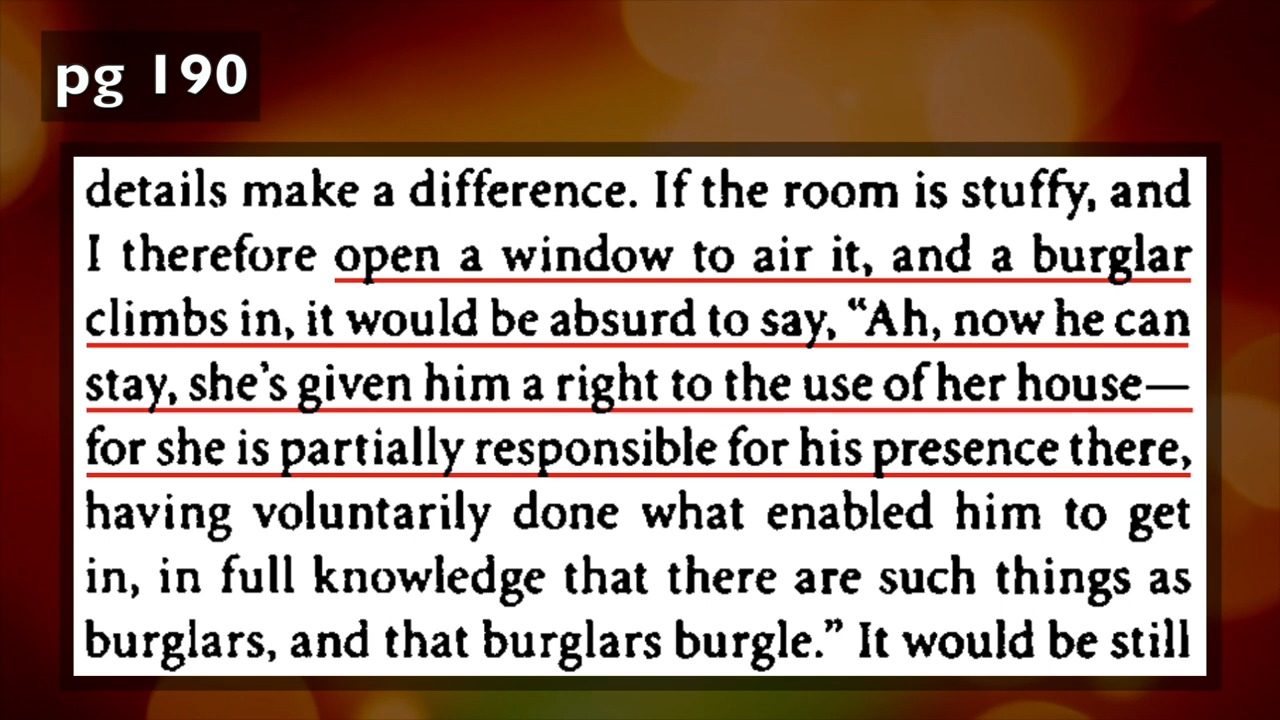 pg 190
details make a difference. If the room is stuffy, and
I therefore open a window to air it, and a burglar
climbs in, it would be absurd to say, “Ah, now he can
stay, she’s given him a right to the use of her house—
for she is partially responsible for his presence there,
having voluntarily done what enabled him to get
in, in full knowledge that there are such things as
burglars, and that burglars burgle.” It would be still